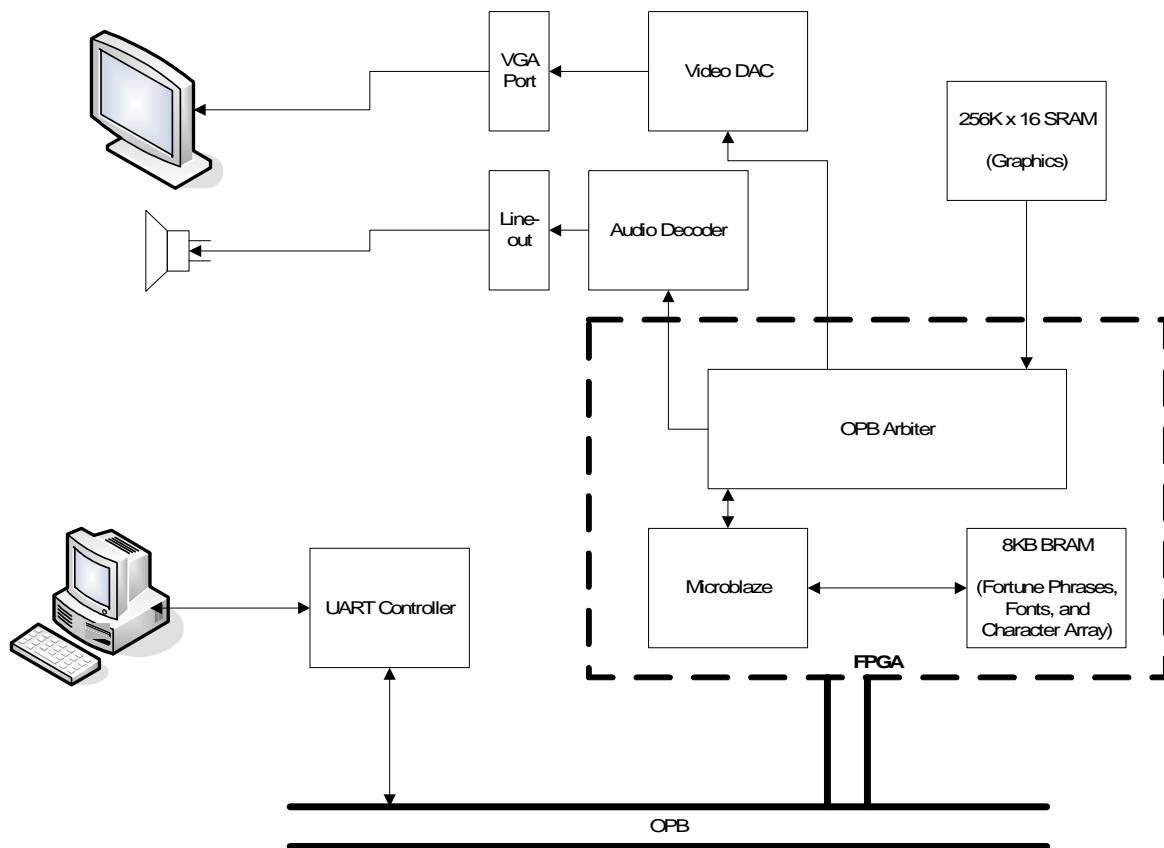 VGA
Port
Video DAC
256K x 16 SRAM
(Graphics)
Line-
out
Audio Decoder
OPB Arbiter
Microblaze
8KB BRAM
(Fortune Phrases,
Fonts, and
Character Array)
UART Controller
FPGA
OPB